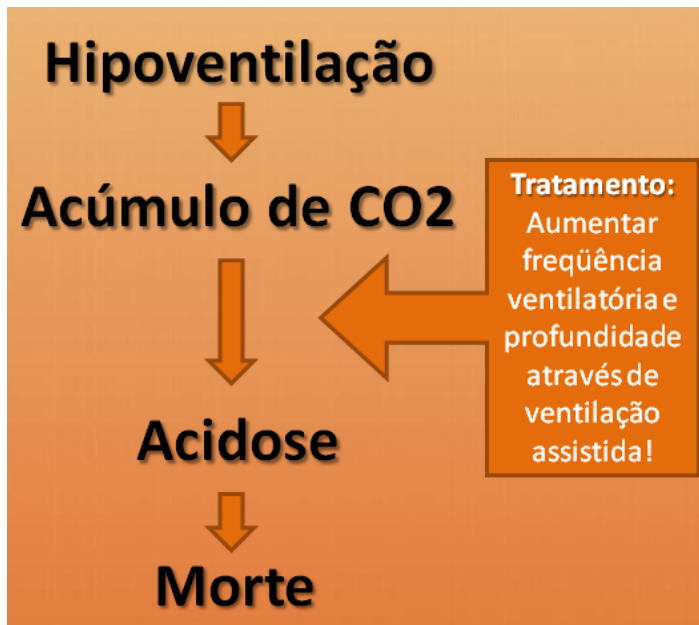 Hipoventilação
Acúmulo de CO2
Tratamento:
Aumentar
freqüência
ventilatória e
profundidade
através de
ventilação
assistida!
Acidose
Morte